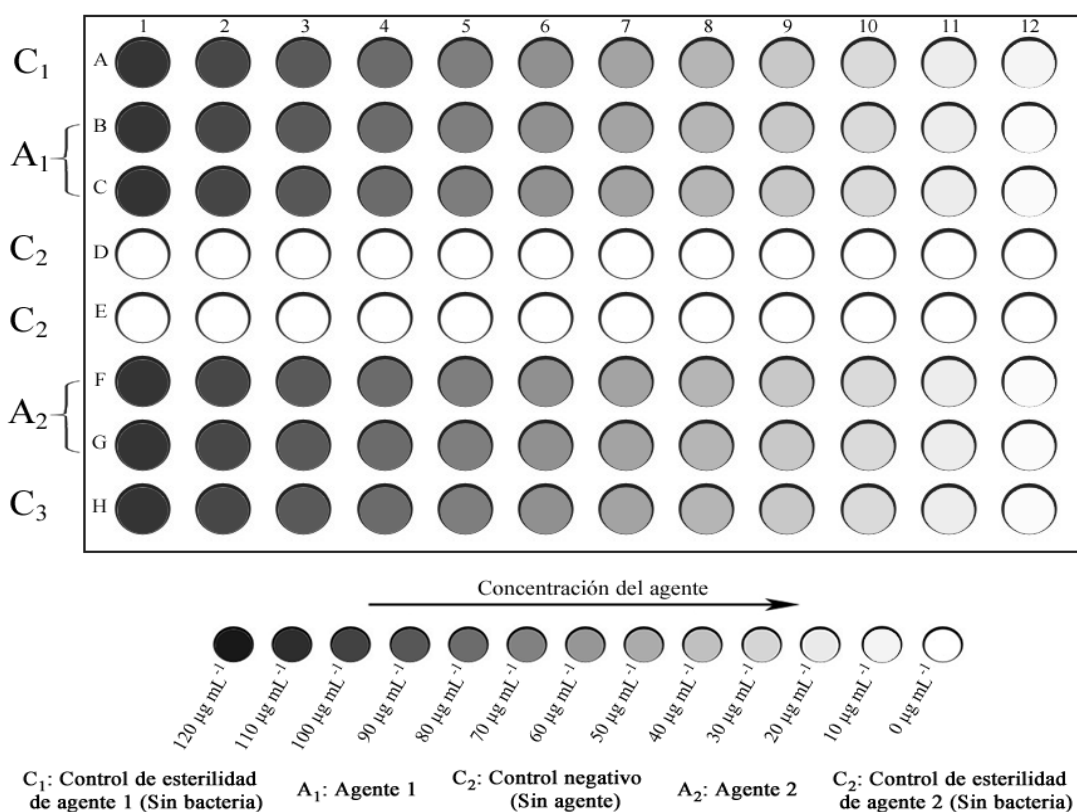 1 2 3 4 5 6 7 8 9 10 11 12
C₁ A
B
A₁
C
C₂ D
C₂ E
F
A₂
G
C₃ H
Concentración del agente
120 µg mL⁻¹ 110 µg mL⁻¹ 100 µg mL⁻¹ 90 µg mL⁻¹ 80 µg mL⁻¹ 70 µg mL⁻¹ 60 µg mL⁻¹ 50 µg mL⁻¹ 40 µg mL⁻¹ 30 µg mL⁻¹ 20 µg mL⁻¹ 10 µg mL⁻¹ 0 µg mL⁻¹
C₁: Control de esterilidad
de agente 1 (Sin bacteria)
A₁: Agente 1
C₂: Control negativo
(Sin agente)
A₂: Agente 2
C₂: Control de esterilidad
de agente 2 (Sin bacteria)